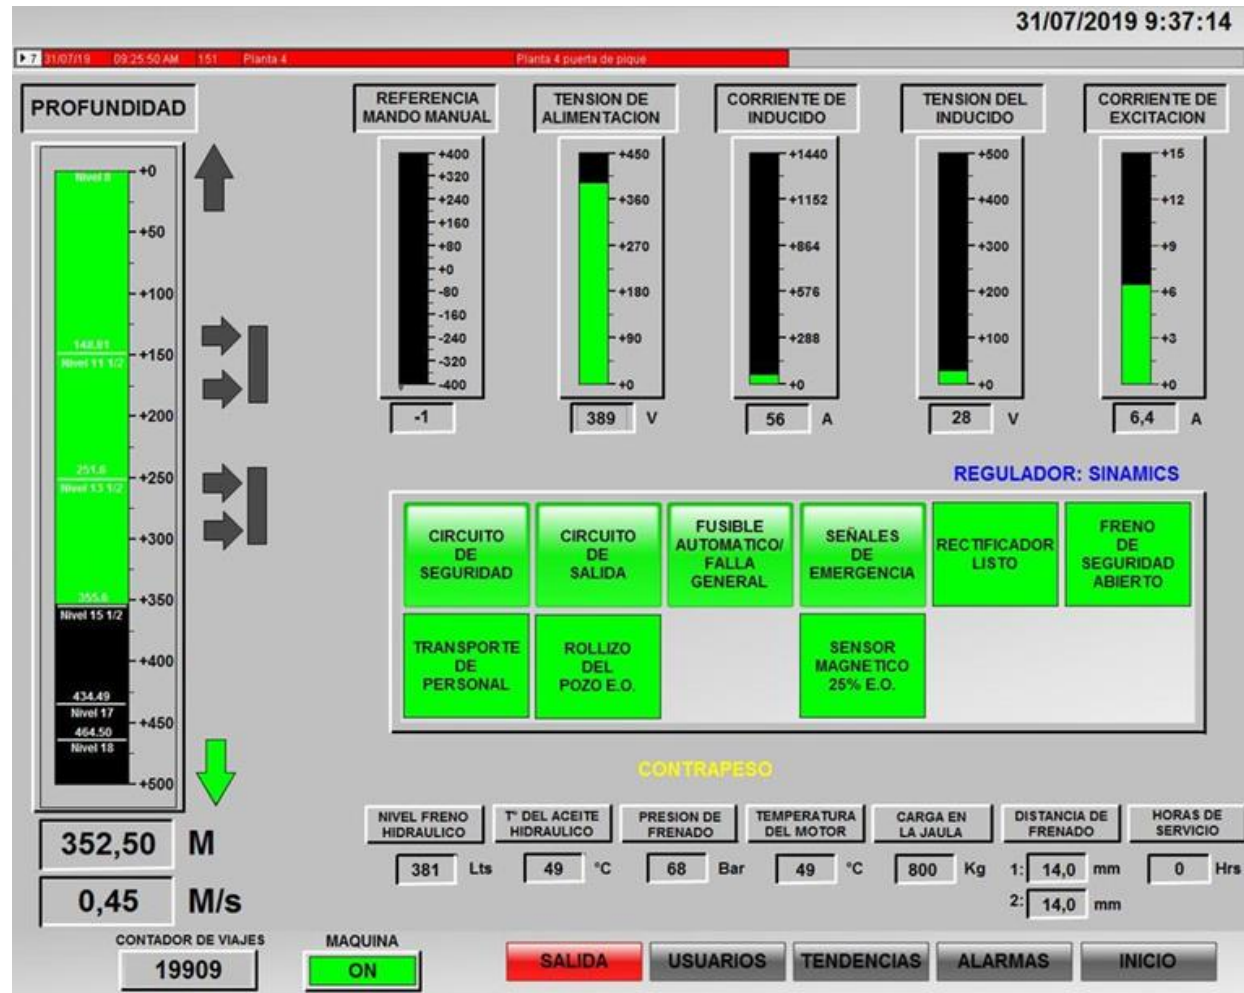 31/07/2019 9:37:14
7 31/07/19 09:25:50 AM 151 Planta 4 Planta 4 puerta de pique
PROFUNDIDAD
REFERENCIA
MANDO MANUAL
TENSION DE
ALIMENTACION
CORRIENTE DE
INDUCIDO
TENSION DEL
INDUCIDO
CORRIENTE DE
EXCITACION
+0
+50
+100
+150
+200
+250
+300
+350
+400
+450
+500
Nivel 8
148.81
Nivel 11 1/2
251.6
Nivel 13 1/2
355.6
Nivel 15 1/2
434.49
Nivel 17
464.50
Nivel 18
+400
+320
+240
+160
+80
+0
-80
-160
-240
-320
-400
-1
+450
+360
+270
+180
+90
+0
389 V
+1440
+1152
+864
+576
+288
+0
56 A
+500
+400
+300
+200
+100
+0
28 V
+15
+12
+9
+6
+3
+0
6,4 A
REGULADOR: SINAMICS
CIRCUITO
DE
SEGURIDAD
CIRCUITO
DE
SALIDA
FUSIBLE
AUTOMATICO/
FALLA
GENERAL
SEÑALES
DE
EMERGENCIA
RECTIFICADOR
LISTO
FRENO
DE
SEGURIDAD
ABIERTO
TRANSPORTE
DE
PERSONAL
ROLLIZO
DEL
POZO E.O.
SENSOR
MAGNETICO
25% E.O.
CONTRAPESO
NIVEL FRENO
HIDRAULICO
381 Lts
T° DEL ACEITE
HIDRAULICO
49 °C
PRESION DE
FRENADO
68 Bar
TEMPERATURA
DEL MOTOR
49 °C
CARGA EN
LA JAULA
800 Kg
DISTANCIA DE
FRENADO
1: 14,0 mm
2: 14,0 mm
HORAS DE
SERVICIO
0 Hrs
352,50 M
0,45 M/s
CONTADOR DE VIAJES
19909
MAQUINA
ON
SALIDA
USUARIOS
TENDENCIAS
ALARMAS
INICIO